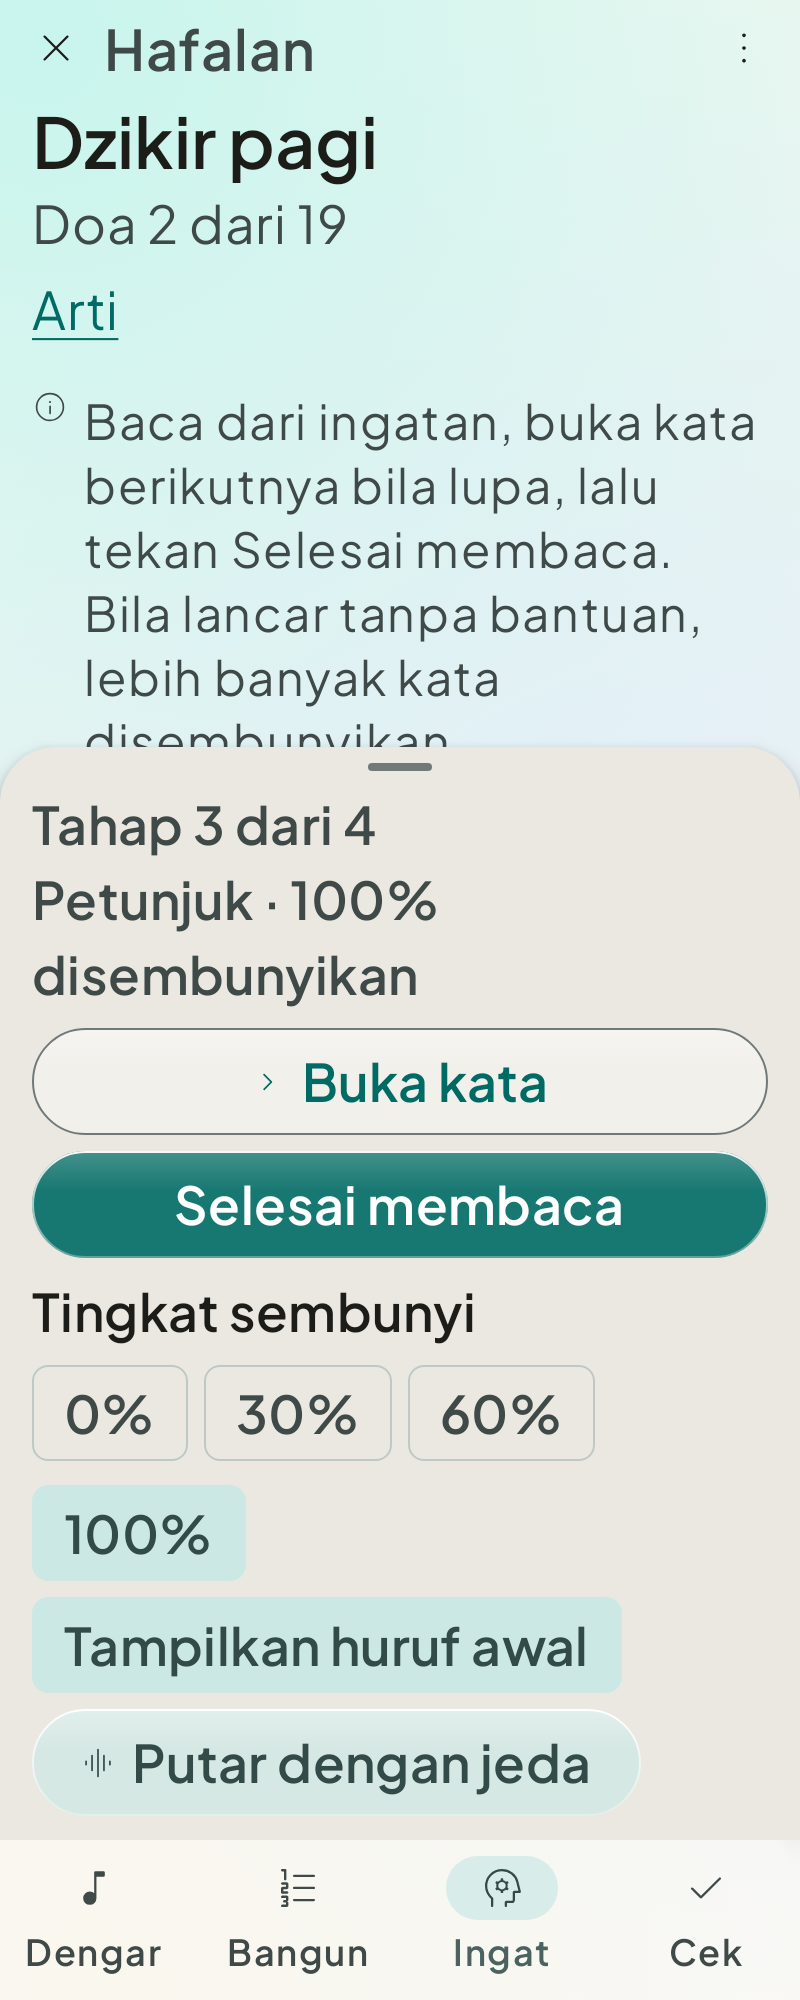 Hafalan
Dzikir pagi
Doa 2 dari 19
Arti
Baca dari ingatan, buka kata
berikutnya bila lupa, lalu
tekan Selesai membaca.
Bila lancar tanpa bantuan,
lebih banyak kata
disembunyikan
Tahap 3 dari 4
Petunjuk · 100%
disembunyikan
Buka kata
Selesai membaca
Tingkat sembunyi
0% 30% 60%
100%
Tampilkan huruf awal
Putar dengan jeda
Dengar Bangun Ingat Cek